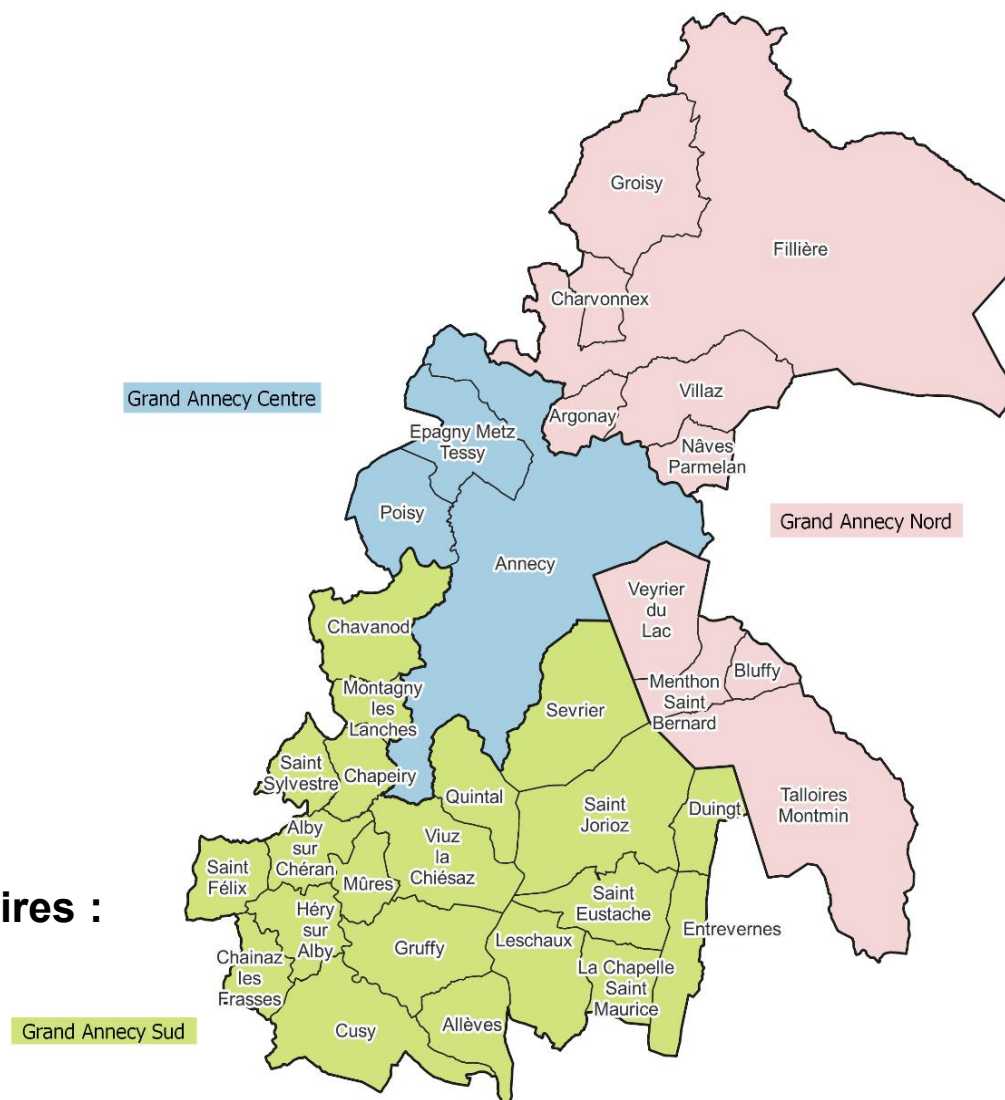 Groisy
Fillière
Charvonnex
Grand Annecy Centre
Argonay
Villaz
Epagny Metz
Tessy
Nâves
Parmelan
Poisy
Grand Annecy Nord
Annecy
Veyrier
du
Lac
Chavanod
Bluffy
Menthon
Saint
Bernard
Montagny
les
Lanches
Sevrier
Saint
Sylvestre
Chapeiry
Quintal
Saint
Jorioz
Duingt
Talloires
Montmin
Alby
sur
Chéran
Viuz
la
Chiésaz
Saint
Félix
Mûres
Saint
Eustache
ires :
Héry
sur
Alby
Entrevernes
Gruffy
Leschaux
Chainaz
les
Frasses
La Chapelle
Saint
Maurice
Grand Annecy Sud
Cusy
Allèves